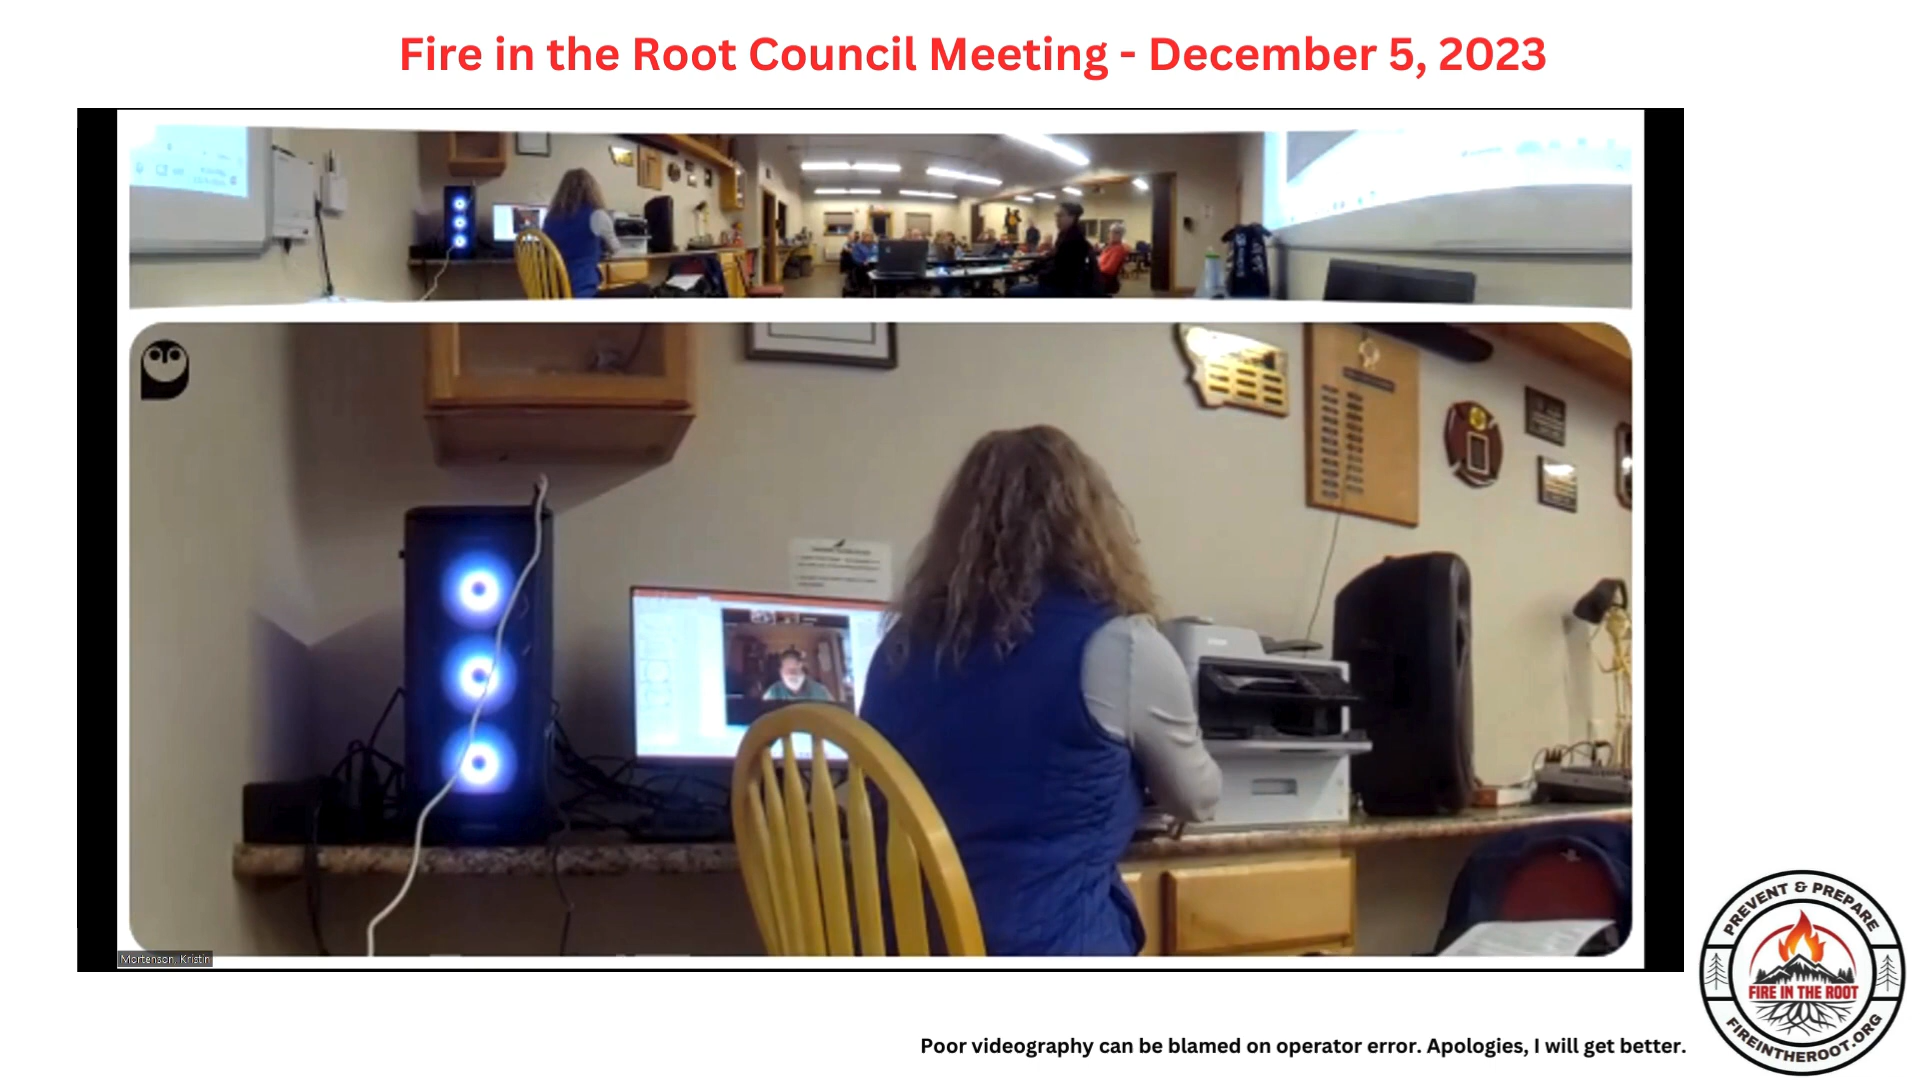 Fire in the Root Council Meeting - December 5, 2023
Mortenson, Kristin
PREVENT & PREPARE
FIRE IN THE ROOT
FIREINTHEROOT.ORG
Poor videography can be blamed on operator error. Apologies, I will get better.